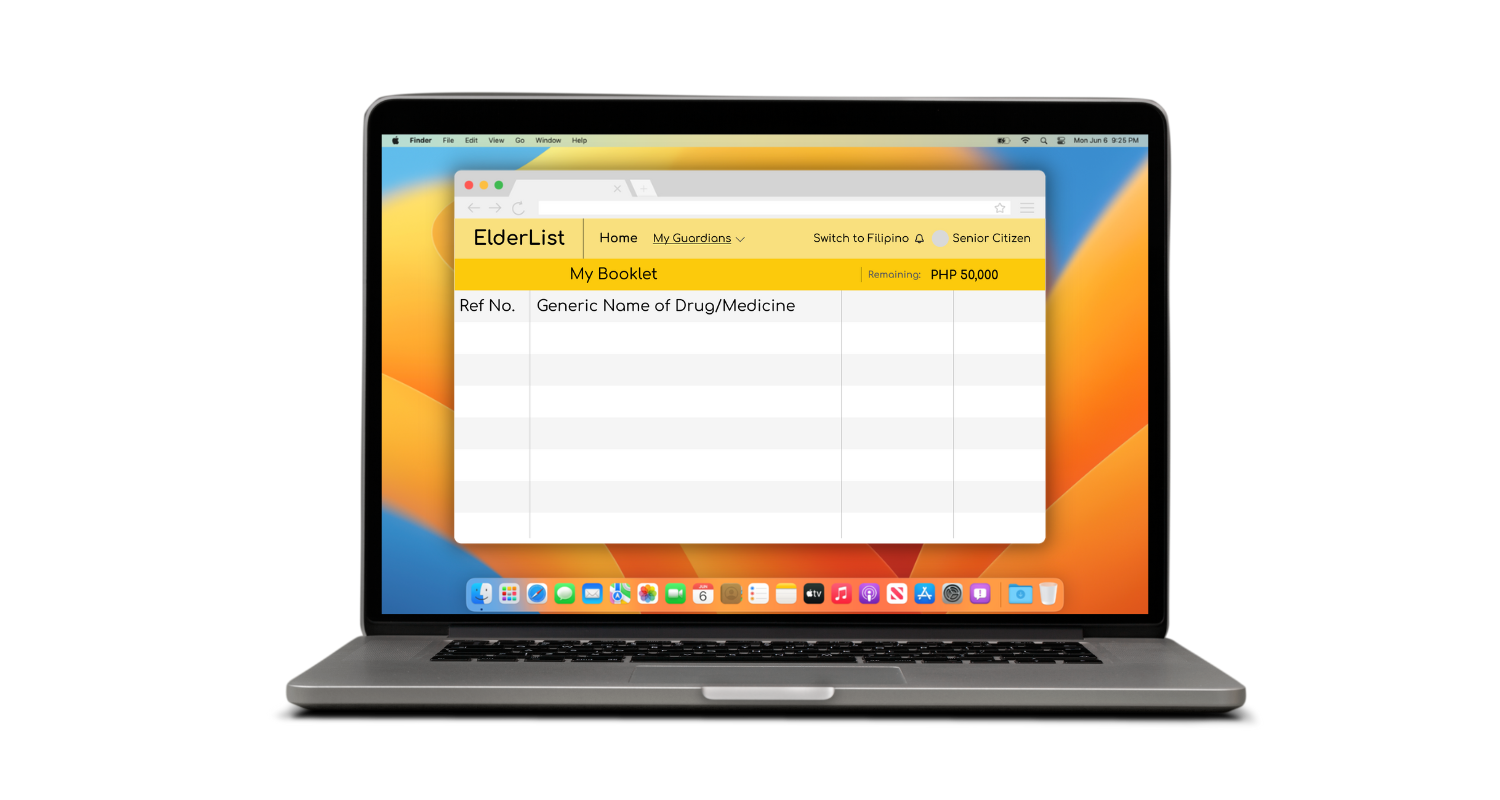 Finder File Edit View Go Window Help Mon Jun 6 9:25 PM
ElderList Home My Guardians Switch to Filipino Senior Citizen
My Booklet Remaining: PHP 50,000
Ref No. Generic Name of Drug/Medicine
JUN
6
tv